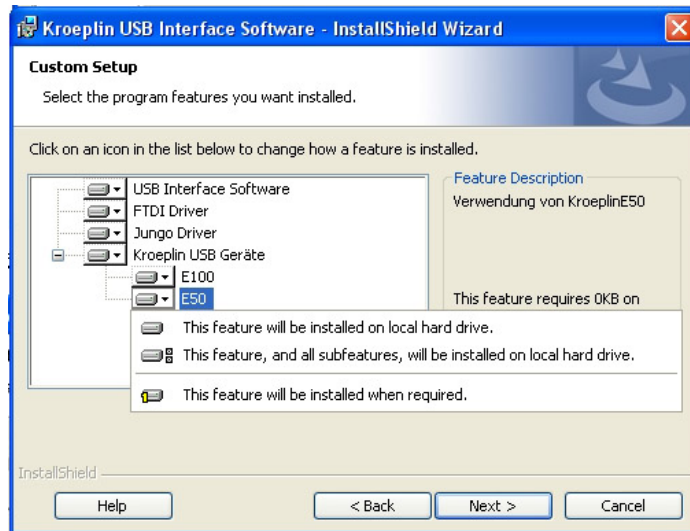 Kroeplin USB Interface Software - InstallShield Wizard
Custom Setup
Select the program features you want installed.
Click on an icon in the list below to change how a feature is installed.
USB Interface Software
FTDI Driver
Jungo Driver
Kroeplin USB Geräte
E100
E50
Feature Description
Verwendung von KroeplinE50
This feature requires 0KB on
This feature will be installed on local hard drive.
This feature, and all subfeatures, will be installed on local hard drive.
This feature will be installed when required.
InstallShield
Help
< Back
Next >
Cancel